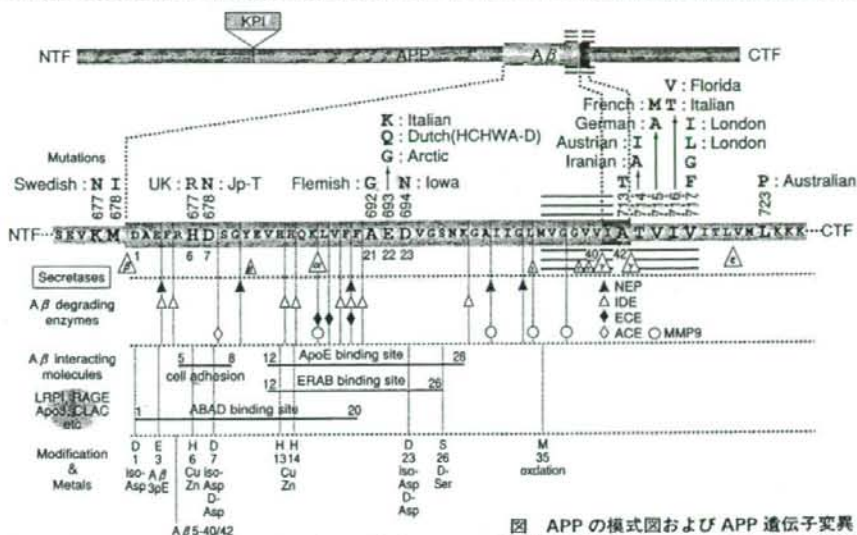 KPI
NTF APP Aβ CTF
V : Florida
K : Italian French : M T : Italian
Q : Dutch(HCHWA-D) German : A I : London
G : Arctic Austrian : I L : London
Mutations Iranian : A G
Swedish : N I UK : R N : Jp-T Flemish : G N : Iowa T F P : Australian
677 678 677 678 692 693 694 713 714 715 716 717 723
NTF SEVKMDAEFRHDSGYEVHHQKLVFFAEDVGSNKGAIIGLMVGGVVIATVIVITLVMLKKK CTF
β 1 6 7 β α 21 22 23 40 42 ε
Secretases NEP
Aβ degrading enzymes IDE
ECE
ACE MMP9
Aβ interacting molecules 5 8 12 ApoE binding site 26
cell adhesion
LRPI, RAGE 12 ERAB binding site 26
ApoJ, CLAC
etc 1 ABAD binding site 20
Modification & Metals
D E H D H H D S M
1 3 6 7 13 14 23 26 35
Iso-Asp Aβ 3pE Cu Zn Iso-Asp D-Asp Cu Zn Iso-Asp D-Asp D-Ser oxdation
Aβ5-40/42
図 APP の模式図および APP 遺伝子変異